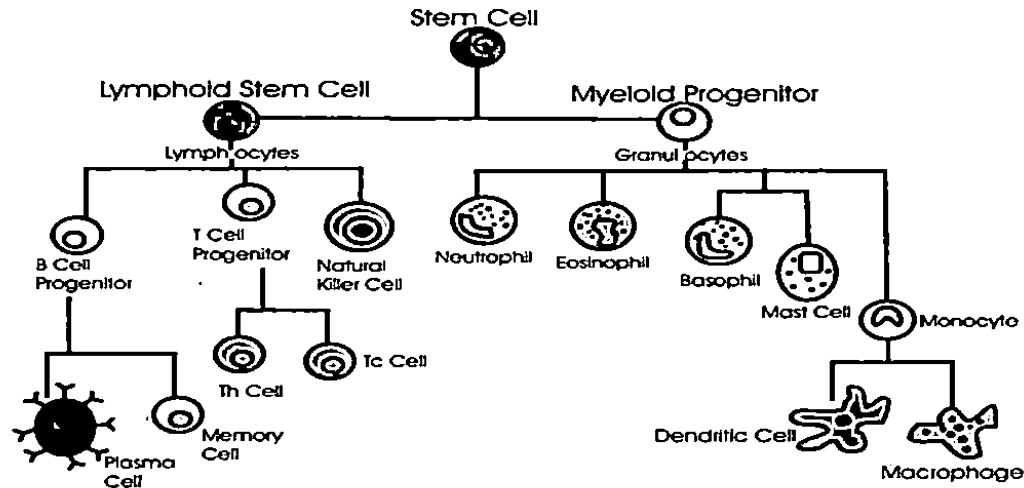 Stem Cell
Lymphoid Stem Cell
Myeloid Progenitor
Lymphocytes
Granulocytes
B Cell
Progenitor
T Cell
Progenitor
Natural
Killer Cell
Neutrophil
Eosinophil
Basophil
Mast Cell
Monocyte
Th Cell
Tc Cell
Plasma
Cell
Memory
Cell
Dendritic Cell
Macrophage